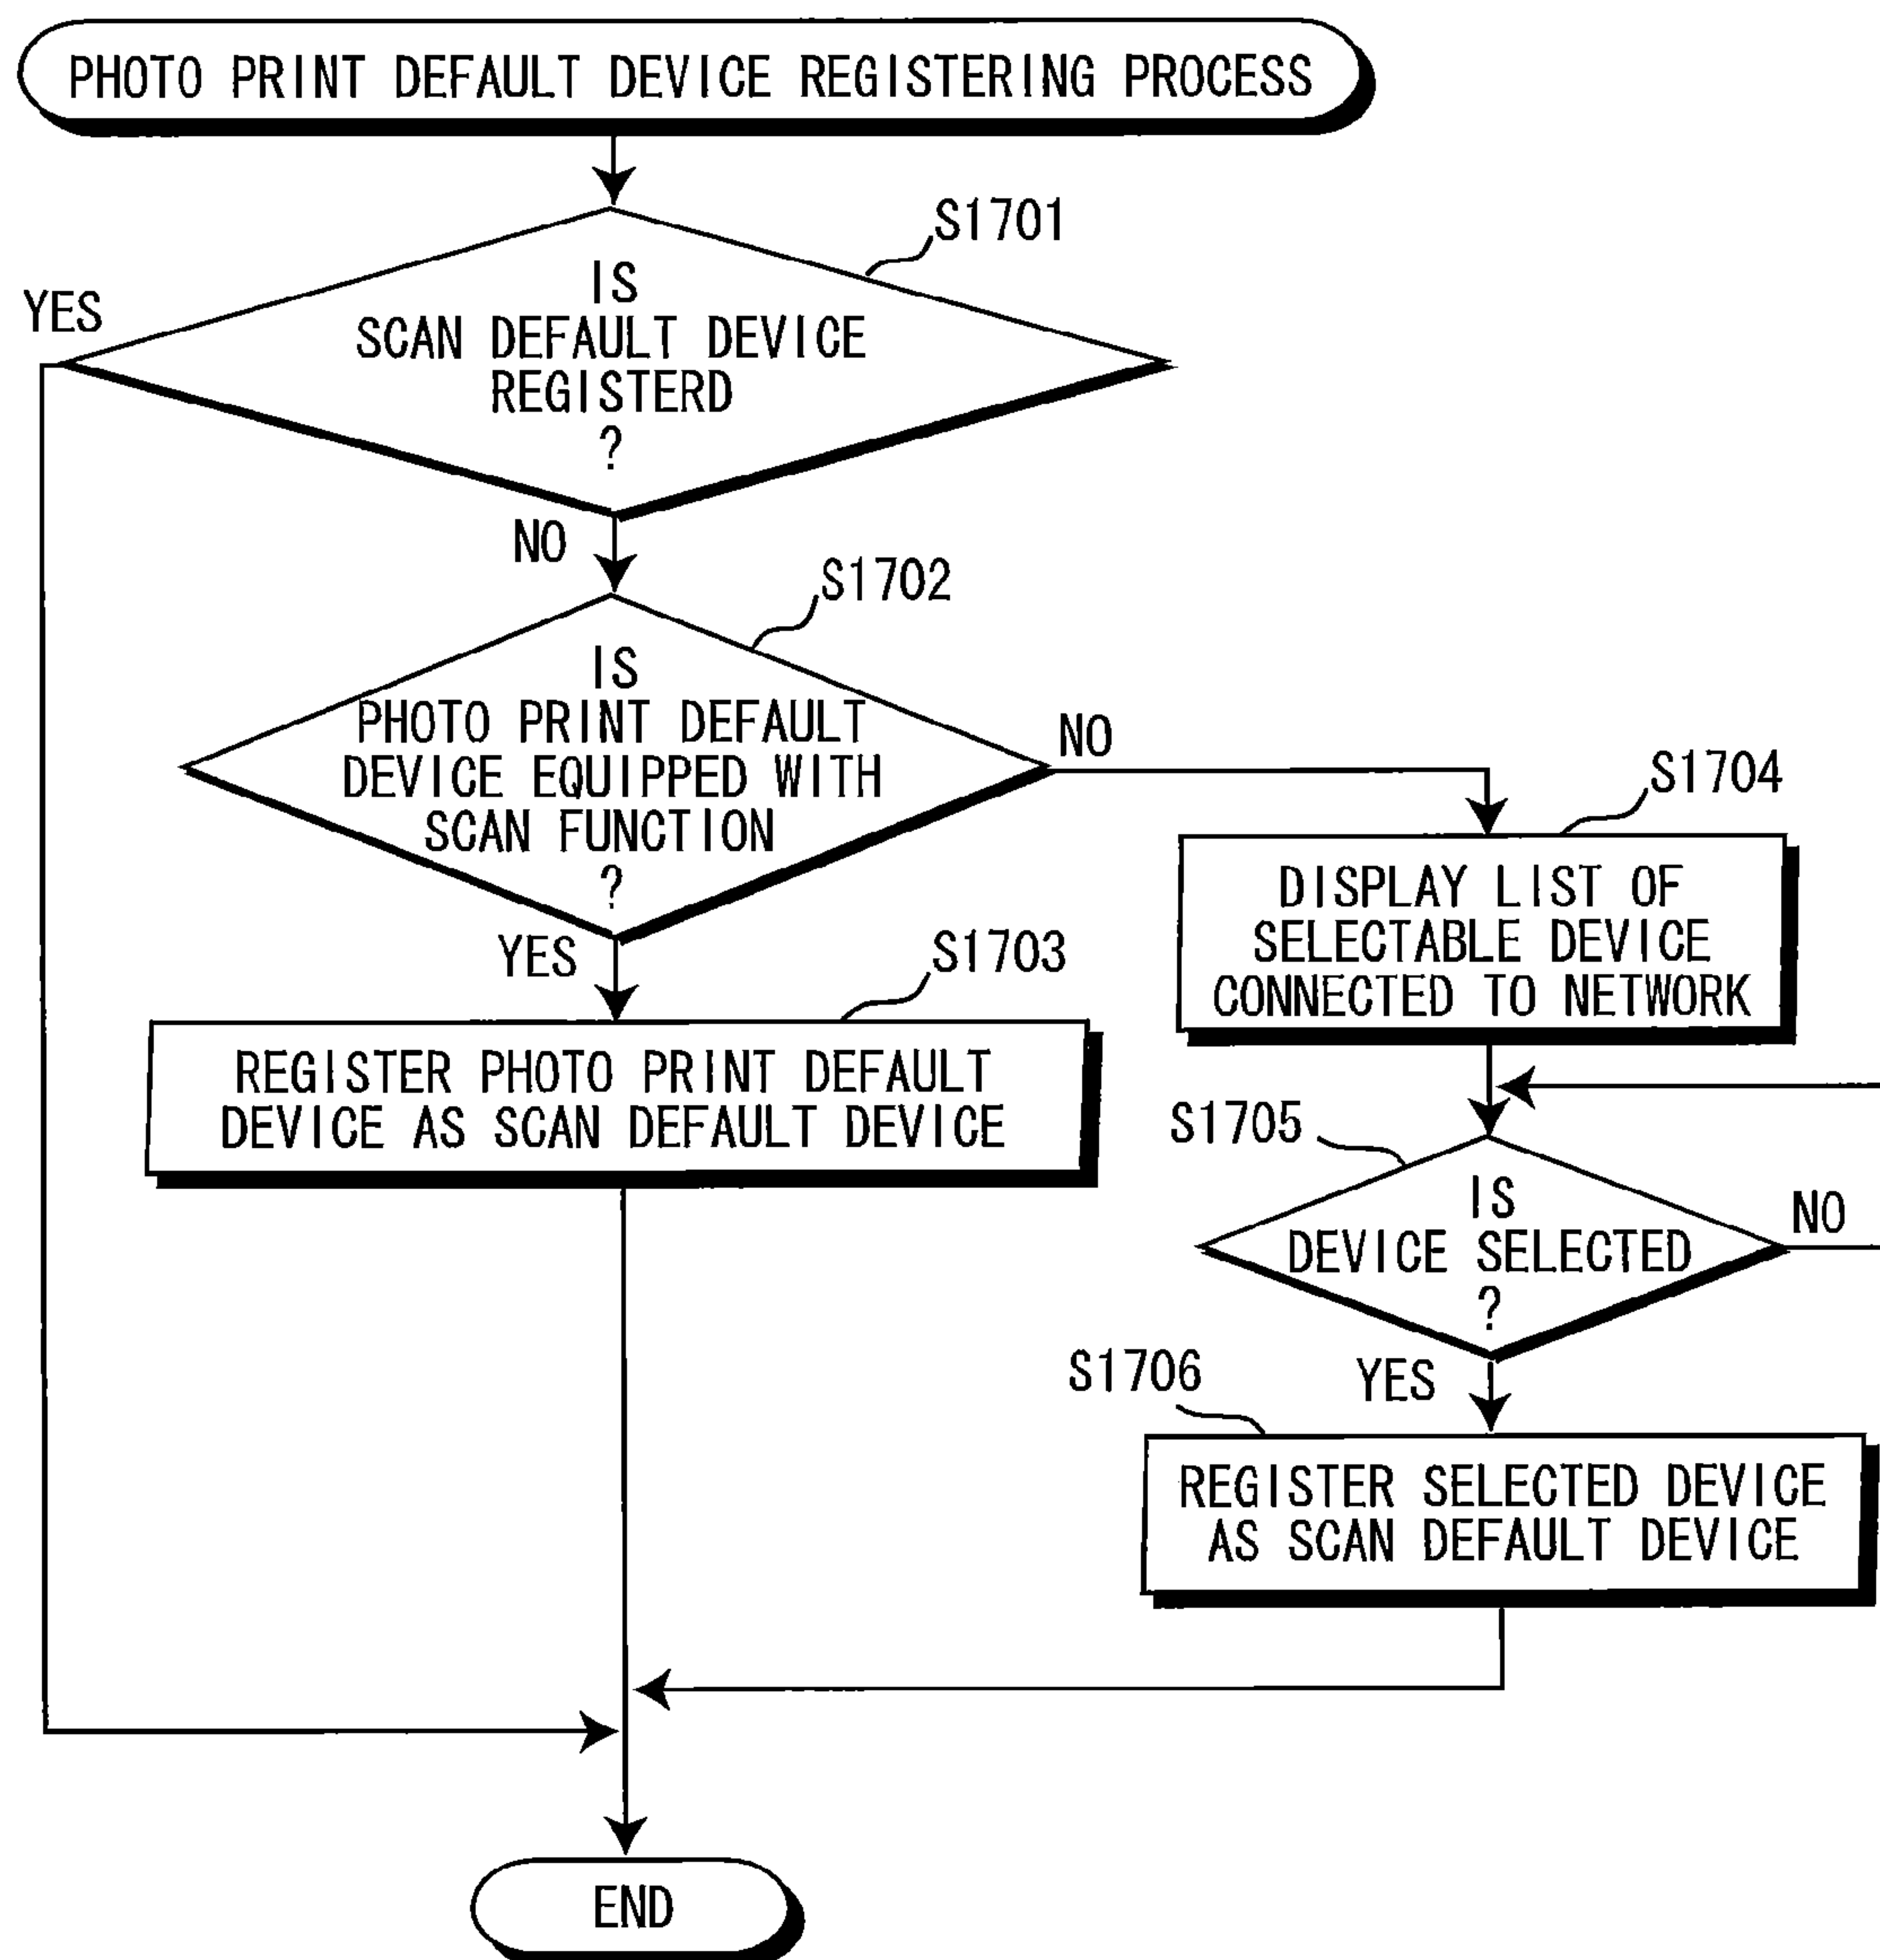 PHOTO PRINT DEFAULT DEVICE REGISTERING PROCESS
S1701
YES
IS
SCAN DEFAULT DEVICE
REGISTERD
?
NO
S1702
IS
PHOTO PRINT DEFAULT
DEVICE EQUIPPED WITH
SCAN FUNCTION
?
NO
YES
S1703
REGISTER PHOTO PRINT DEFAULT
DEVICE AS SCAN DEFAULT DEVICE
S1704
DISPLAY LIST OF
SELECTABLE DEVICE
CONNECTED TO NETWORK
S1705
IS
DEVICE SELECTED
?
NO
YES
S1706
REGISTER SELECTED DEVICE
AS SCAN DEFAULT DEVICE
END